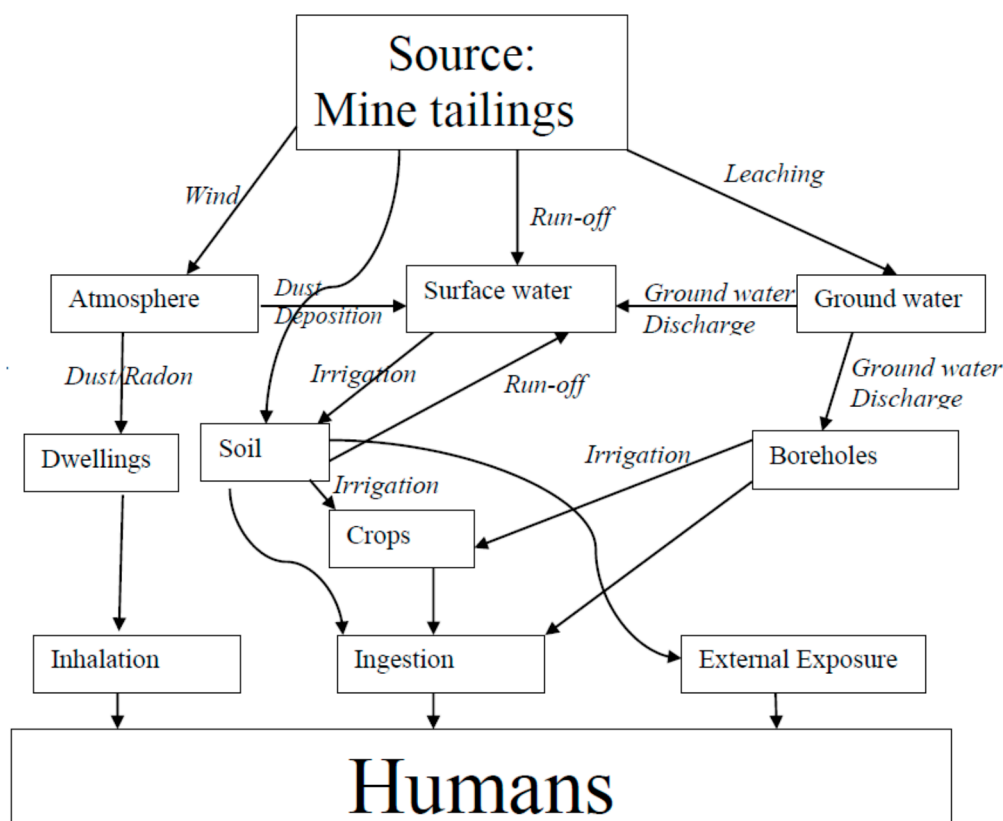 Source:
Mine tailings
Wind
Leaching
Run-off
Atmosphere
Dust
Deposition
Surface water
Ground water
Discharge
Ground water
Dust/Radon
Irrigation
Run-off
Ground water
Discharge
Dwellings
Soil
Irrigation
Irrigation
Boreholes
Crops
Inhalation
Ingestion
External Exposure
Humans